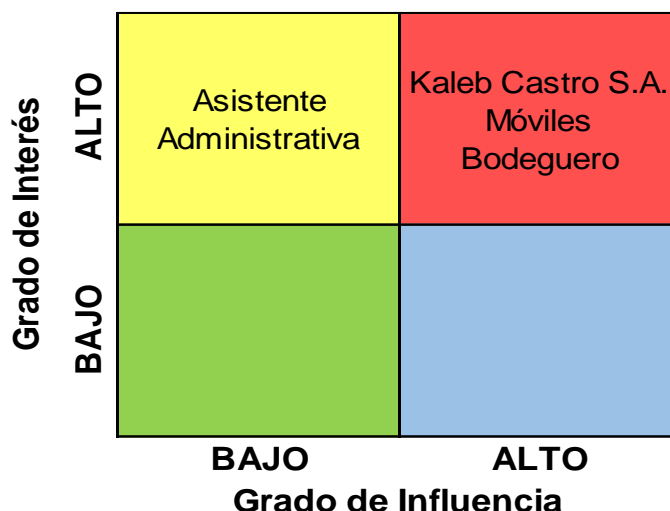 Grado de Interés
ALTO
BAJO
Asistente
Administrativa
Kaleb Castro S.A.
Móviles
Bodeguero
BAJO
ALTO
Grado de Influencia